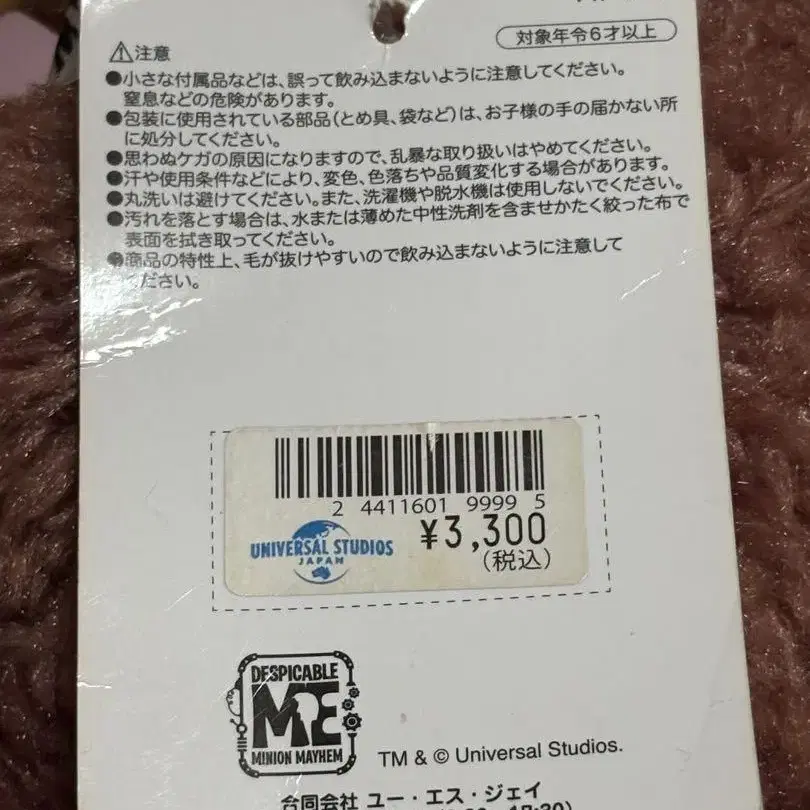 対象年令6才以上
⚠注意
●小さな付属品などは、誤って飲み込まないように注意してください。
窒息などの危険があります。
●包装に使用されている部品(とめ具、袋など)は、お子様の手の届かない所
に処分してください。
●思わぬケガの原因になりますので、乱暴な取り扱いはやめてください。
●汗や使用条件などにより、変色、色落ちや品質変化する場合があります。
●丸洗いは避けてください。また、洗濯機や脱水機は使用しないでください。
●汚れを落とす場合は、水または薄めた中性洗剤を含ませかたく絞った布で
表面を拭き取ってください。
●商品の特性上、毛が抜けやすいので飲み込まないように注意して
ください。
2 4411601 9999 5
¥3,300
(税込)
UNIVERSAL STUDIOS
JAPAN
DESPICABLE
ME
MINION MAYHEM
TM & © Universal Studios.
合同会社 ユー・エス・ジェイ